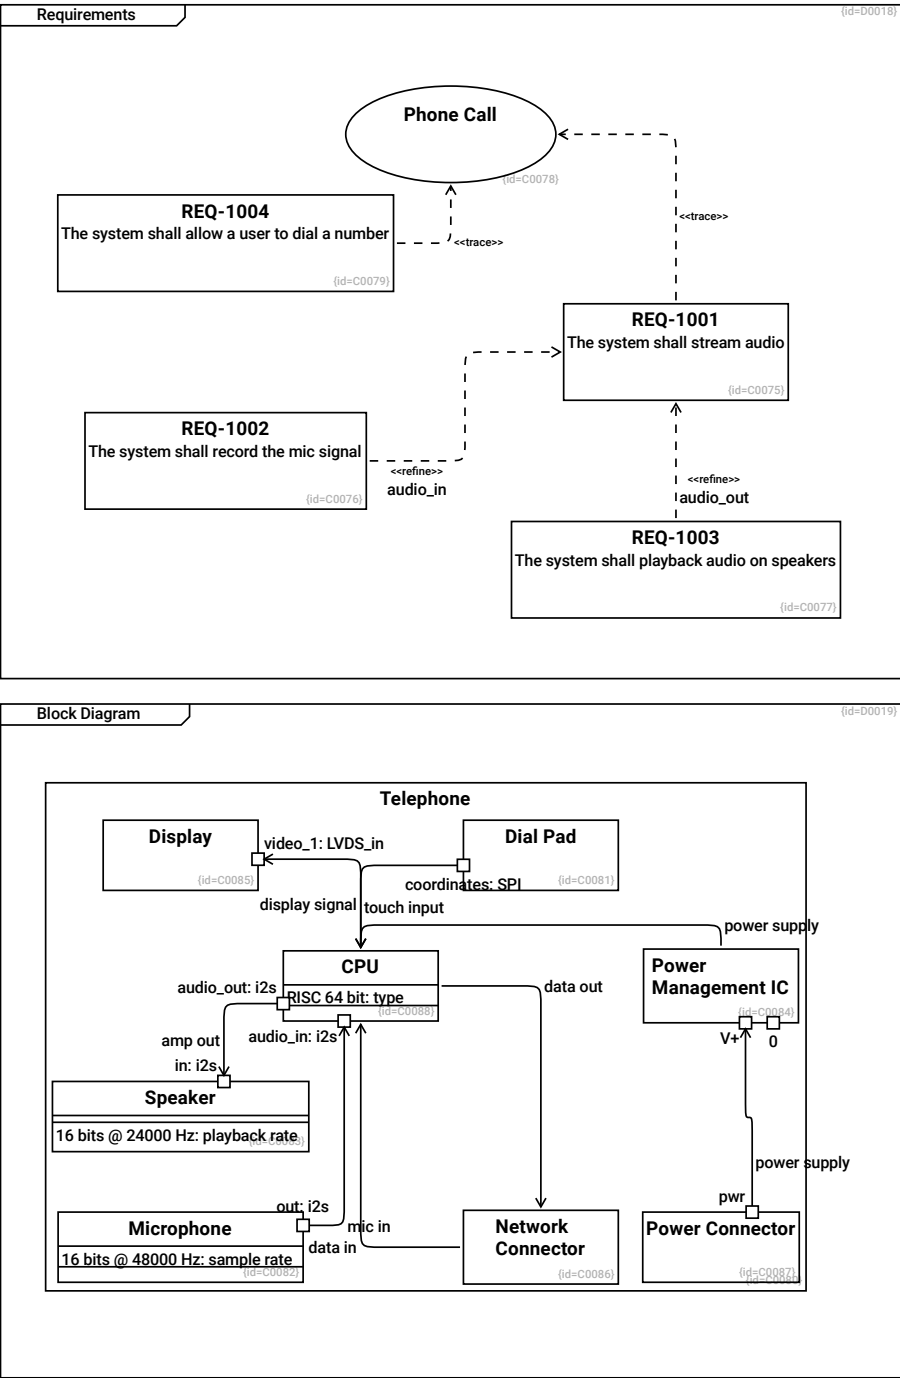 Requirements
{id=D0018}
Phone Call
{id=C0078}
REQ-1004
The system shall allow a user to dial a number
{id=C0079}
<<trace>>
<<trace>>
REQ-1001
The system shall stream audio
{id=C0075}
REQ-1002
The system shall record the mic signal
{id=C0076}
<<refine>>
audio_in
<<refine>>
audio_out
REQ-1003
The system shall playback audio on speakers
{id=C0077}
Block Diagram
{id=D0019}
Telephone
Display
{id=C0085}
video_1: LVDS_in
Dial Pad
{id=C0081}
coordinates: SPI
display signal
touch input
power supply
CPU
RISC 64 bit: type
{id=C0088}
audio_out: i2s
audio_in: i2s
data out
Power
Management IC
{id=C0084}
V+
0
amp out
in: i2s
Speaker
16 bits @ 24000 Hz: playback rate
{id=C0083}
power supply
pwr
out: i2s
Microphone
16 bits @ 48000 Hz: sample rate
{id=C0082}
mic in
data in
Network
Connector
{id=C0086}
Power Connector
{id=C0087}
{id=C0080}